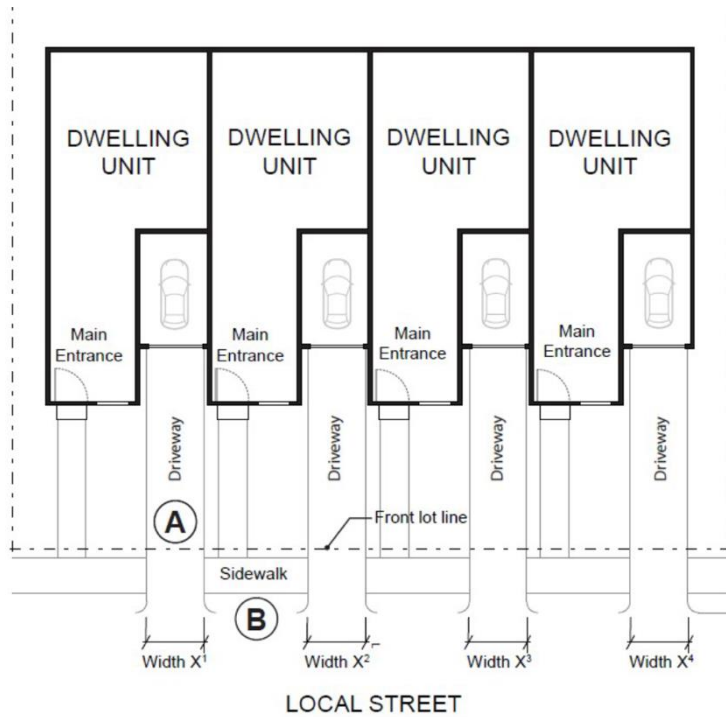 DWELLING
UNIT
DWELLING
UNIT
DWELLING
UNIT
DWELLING
UNIT
Main
Entrance
Main
Entrance
Main
Entrance
Main
Entrance
Driveway
Driveway
Driveway
Driveway
A
Front lot line
Sidewalk
B
Width X¹
Width X²
Width X³
Width X⁴
LOCAL STREET